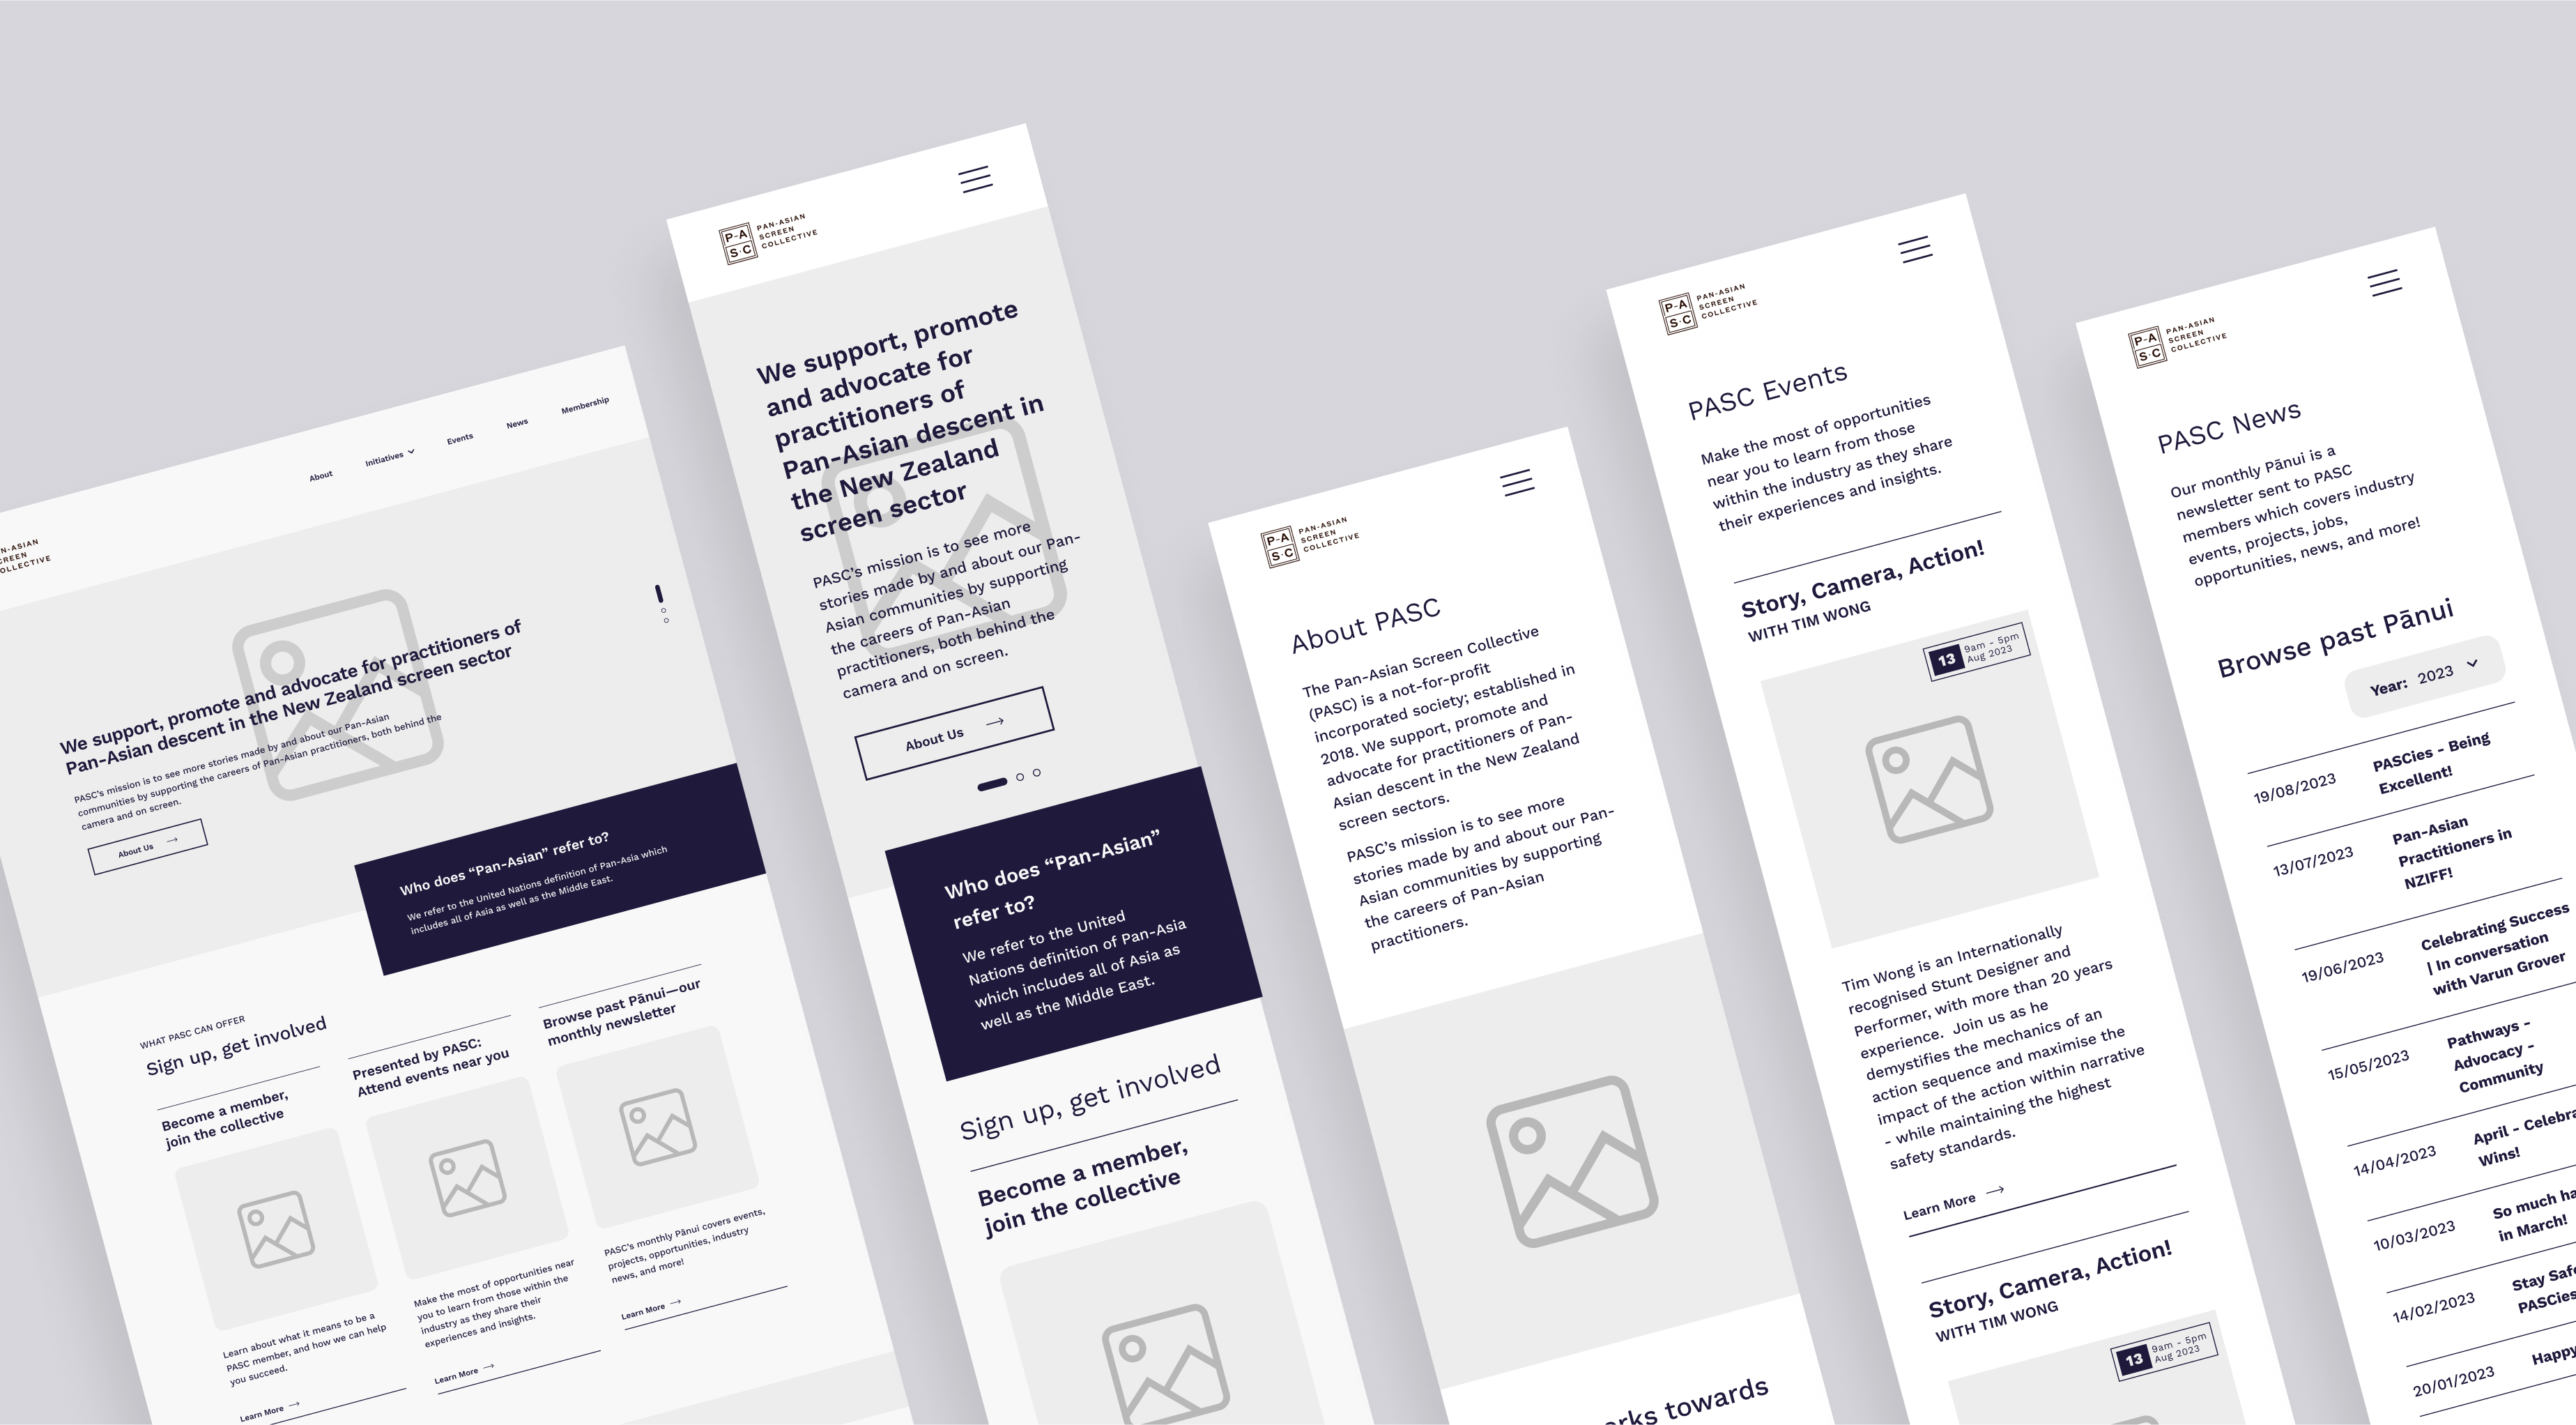 About
Initiatives
Events
News
Membership
SCREEN
We support, promote and advocate for practitioners of
Pan-Asian descent in the New Zealand screen sector
PASC's mission is to see more stories made by and about our Pan-Asian
communities by supporting the careers of Pan-Asian practitioners, both behind the
camera and on screen.
About Us
Who does “Pan-Asian” refer to?
We refer to the United Nations definition of Pan-Asia which
includes all of Asia as well as the Middle East.
WHAT PASC CAN OFFER
Sign up, get involved
Become a member,
join the collective
Learn about what it means to be a
PASC member, and how we can help
you succeed.
Learn More
Presented by PASC:
Attend events near you
Make the most of opportunities near
you to learn from those within the
industry as they share their
experiences and insights.
Learn More
Browse past Pānui—our
monthly newsletter
PASC's monthly Pānui covers events,
projects, opportunities, industry
news, and more!
Learn More
P-A
S·C
PAN-ASIAN
SCREEN
COLLECTIVE
We support, promote
and advocate for
practitioners of
Pan-Asian descent in
the New Zealand
screen sector
PASC's mission is to see more
stories made by and about our Pan-
Asian communities by supporting
the careers of Pan-Asian
practitioners, both behind the
camera and on screen.
About Us
Who does “Pan-Asian”
refer to?
We refer to the United
Nations definition of Pan-Asia
which includes all of Asia as
well as the Middle East.
Sign up, get involved
Become a member,
join the collective
P-A
S·C
PAN-ASIAN
SCREEN
COLLECTIVE
About PASC
The Pan-Asian Screen Collective
(PASC) is a not-for-profit
incorporated society; established in
2018. We support, promote and
advocate for practitioners of Pan-
Asian descent in the New Zealand
screen sectors.
PASC's mission is to see more
stories made by and about our Pan-
Asian communities by supporting
the careers of Pan-Asian
practitioners.
towards
P-A
S·C
PAN-ASIAN
SCREEN
COLLECTIVE
PASC Events
Make the most of opportunities
near you to learn from those
within the industry as they share
their experiences and insights.
Story, Camera, Action!
WITH TIM WONG
13
9am - 5pm
Aug 2023
Tim Wong is an Internationally
recognised Stunt Designer and
Performer, with more than 20 years
experience. Join us as he
demystifies the mechanics of an
action sequence and maximise the
impact of the action within narrative
- while maintaining the highest
safety standards.
Learn More
Story, Camera, Action!
WITH TIM WONG
13
9am - 5pm
Aug 2023
P-A
S·C
PAN-ASIAN
SCREEN
COLLECTIVE
PASC News
Our monthly Pānui is a
newsletter sent to PASC
members which covers industry
events, projects, jobs,
opportunities, news, and more!
Browse past Pānui
Year: 2023
19/08/2023
PASCies - Being
Excellent!
13/07/2023
Pan-Asian
Practitioners in
NZIFF!
19/06/2023
Celebrating Success
| In conversation
with Varun Grover
15/05/2023
Pathways -
Advocacy -
Community
14/04/2023
April - Celebra
Wins!
10/03/2023
So much ha
in March!
14/02/2023
Stay Safe
PASCies
20/01/2023
Happy